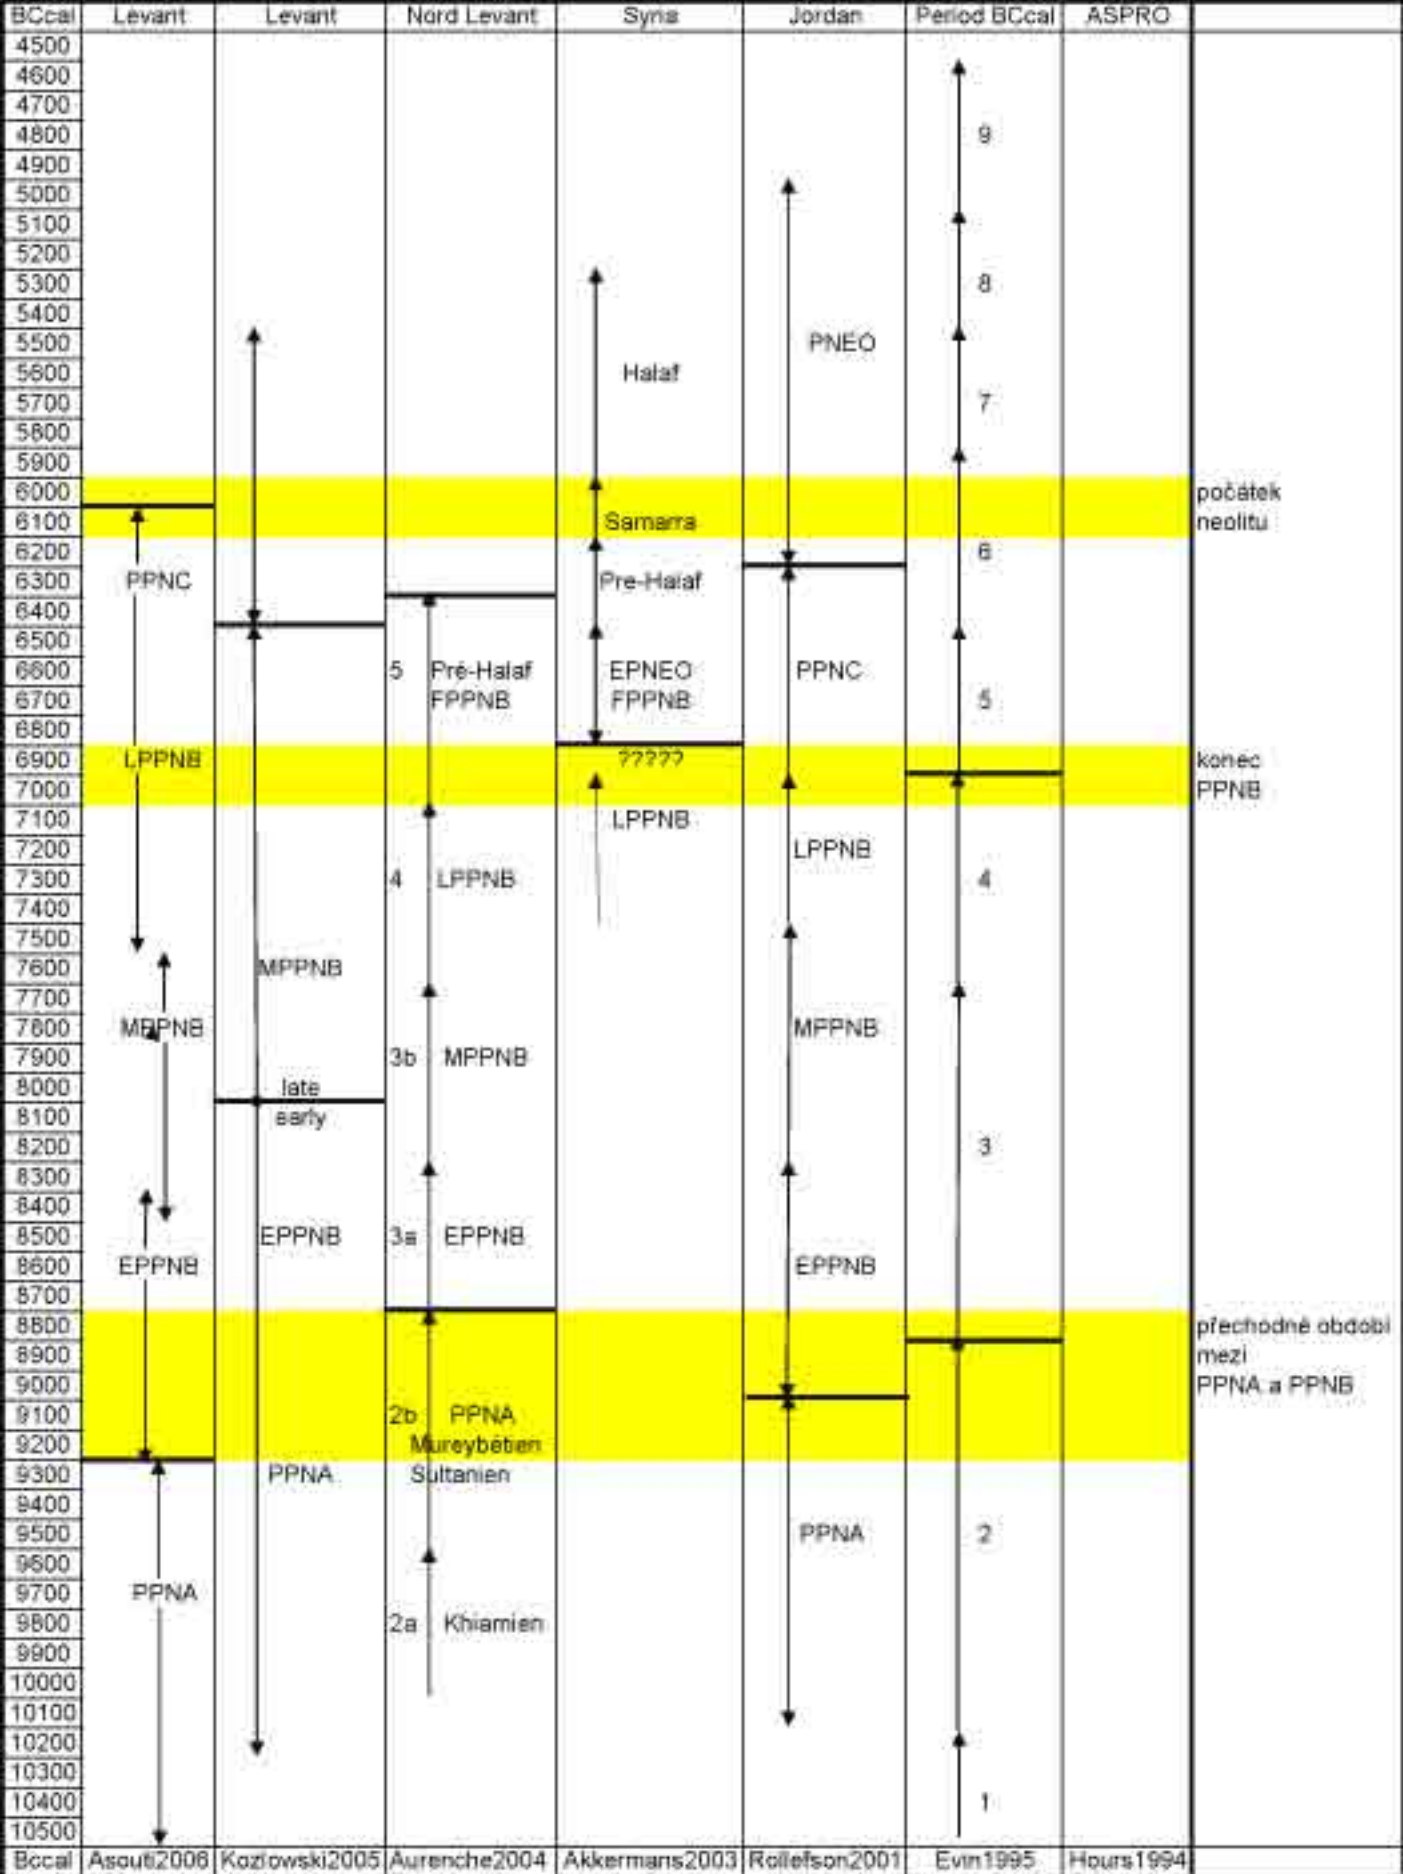 BCcal Levant Levant Nord Levant Syria Jordan Period BCcal ASPRO
4500
4600
4700
4800 9
4900
5000
5100
5200
5300 8
5400
5500 PNEO
5600 Halaf
5700 7
5800
5900
6000 počátek
6100 Samarra neolitu
6200 6
6300 PPNC Pre-Halaf
6400
6500
6600 5 Pré-Halaf EPNEO PPNC
6700 FPPNB FPPNB 5
6800
6900 LPPNB ????? konec
7000 PPNB
7100 LPPNB
7200 LPPNB
7300 4 LPPNB 4
7400
7500
7600 MPPNB
7700
7800 MPPNB MPPNB
7900 3b MPPNB
8000 late
8100 early
8200 3
8300
8400
8500 EPPNB 3a EPPNB
8600 EPPNB EPPNB
8700
8800 přechodné období
8900 mezi
9000 PPNA a PPNB
9100 2b PPNA
9200 Mureybétien
9300 PPNA Sultanien
9400
9500 PPNA 2
9600
9700 PPNA
9800 2a Khiamien
9900
10000
10100
10200
10300
10400 1
10500
Bccal Asouti2006 Kozlowski2005 Aurenche2004 Akkermans2003 Rollefson2001 Evin1995 Hours1994